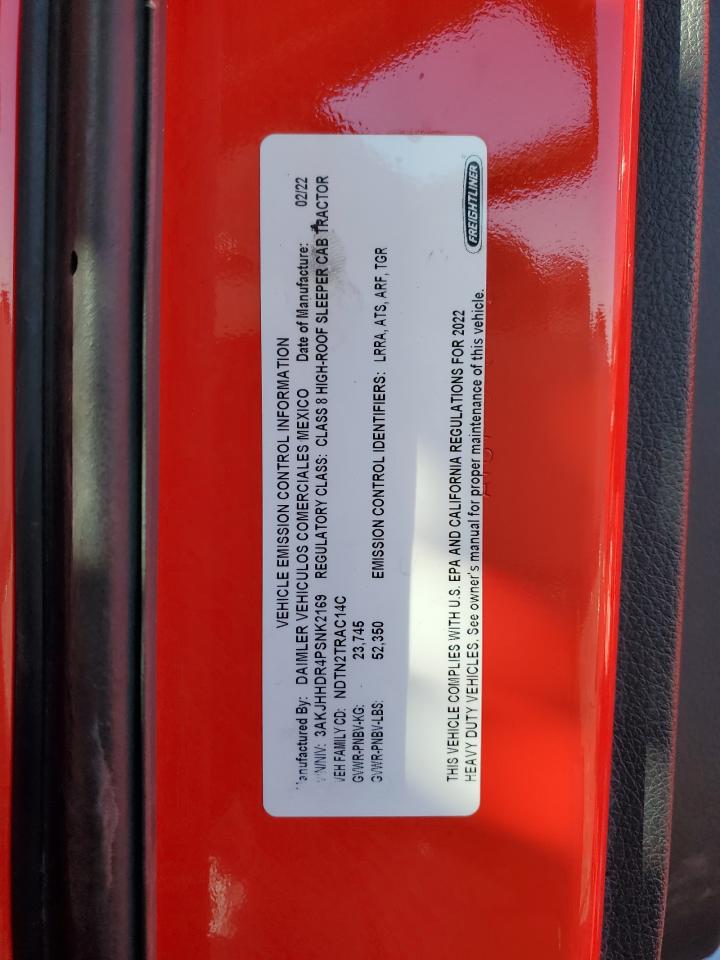 VEHICLE EMISSION CONTROL INFORMATION
Manufactured By: DAIMLER VEHICULOS COMERCIALES MEXICO Date of Manufacture: 02/22
VIN/NIV: 3AKJHHDR4PSNK2169 REGULATORY CLASS: CLASS 8 HIGH-ROOF SLEEPER CAB TRACTOR
VEH FAMILY CD: NDTN2TRAC14C
GVWR-PNBV-KG: 23,745
GVWR-PNBV-LBS: 52,350 EMISSION CONTROL IDENTIFIERS: LRRA, ATS, ARF, TGR
THIS VEHICLE COMPLIES WITH U.S. EPA AND CALIFORNIA REGULATIONS FOR 2022
HEAVY DUTY VEHICLES. See owner's manual for proper maintenance of this vehicle.
FREIGHTLINER